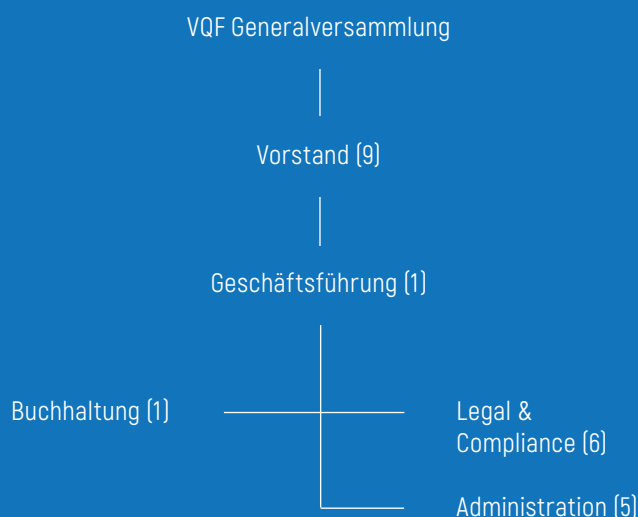 VQF Generalversammlung
Vorstand (9)
Geschäftsführung (1)
Buchhaltung (1)
Legal &
Compliance (6)
Administration (5)